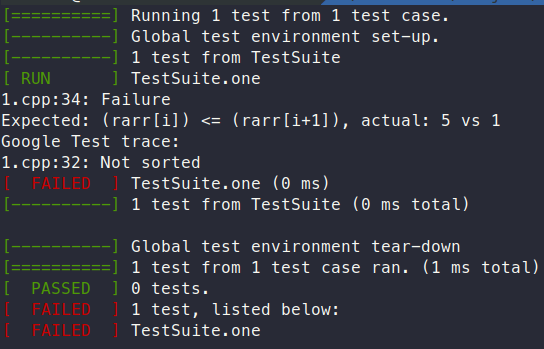 [==========] Running 1 test from 1 test case.
[----------] Global test environment set-up.
[----------] 1 test from TestSuite
[ RUN      ] TestSuite.one
1.cpp:34: Failure
Expected: (rarr[i]) <= (rarr[i+1]), actual: 5 vs 1
Google Test trace:
1.cpp:32: Not sorted
[  FAILED  ] TestSuite.one (0 ms)
[----------] 1 test from TestSuite (0 ms total)

[----------] Global test environment tear-down
[==========] 1 test from 1 test case ran. (1 ms total)
[  PASSED  ] 0 tests.
[  FAILED  ] 1 test, listed below:
[  FAILED  ] TestSuite.one